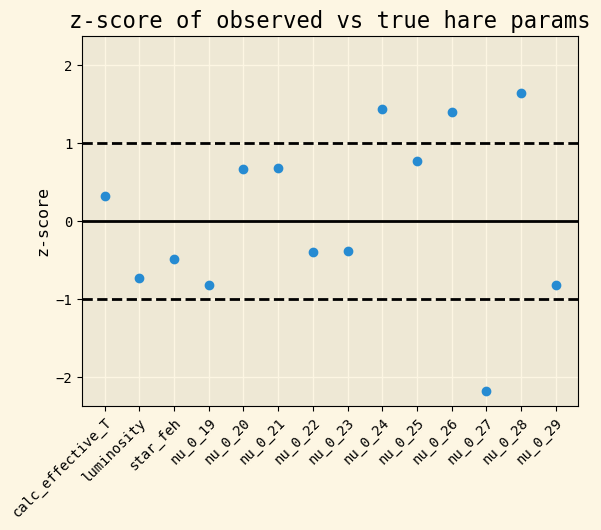 z-score of observed vs true hare params
z-score
2
1
0
−1
−2
calc_effective_T
luminosity
star_feh
nu_0_19
nu_0_20
nu_0_21
nu_0_22
nu_0_23
nu_0_24
nu_0_25
nu_0_26
nu_0_27
nu_0_28
nu_0_29